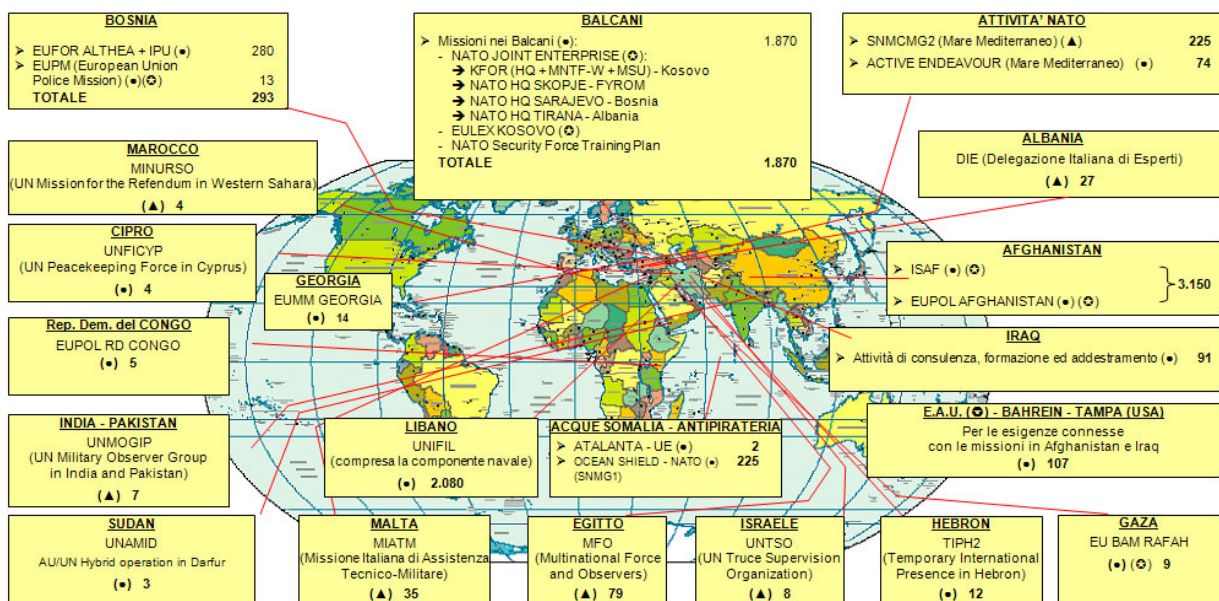 BOSNIA
➤ EUFOR ALTHEA + IPU (●) 280
➤ EUPM (European Union
Police Mission) (●)(✪) 13
TOTALE 293
BALCANI
➤ Missioni nei Balcani (●): 1.870
- NATO JOINT ENTERPRISE (✪):
➔ KFOR (HQ + MNTF-W + MSU) - Kosovo
➔ NATO HQ SKOPJE - FYROM
➔ NATO HQ SARAJEVO - Bosnia
➔ NATO HQ TIRANA - Albania
- EULEX KOSOVO (✪)
- NATO Security Force Training Plan
TOTALE 1.870
ATTIVITA' NATO
➤ SNMCMG2 (Mare Mediterraneo) (▲) 225
➤ ACTIVE ENDEAVOUR (Mare Mediterraneo) (●) 74
MAROCCO
MINURSO
(UN Mission for the Refendum in Western Sahara)
(▲) 4
ALBANIA
DIE (Delegazione Italiana di Esperti)
(▲) 27
CIPRO
UNFICYP
(UN Peacekeeping Force in Cyprus)
(●) 4
GEORGIA
EUMM GEORGIA
(●) 14
AFGHANISTAN
➤ ISAF (●) (✪)
3.150
➤ EUPOL AFGHANISTAN (●) (✪)
Rep. Dem. del CONGO
EUPOL RD CONGO
(●) 5
IRAQ
➤ Attività di consulenza, formazione ed addestramento (●) 91
INDIA - PAKISTAN
UNMOGIP
(UN Military Observer Group
in India and Pakistan)
(▲) 7
LIBANO
UNIFIL
(compresa la componente navale)
(●) 2.080
ACQUE SOMALIA - ANTIPIRATERIA
➤ ATALANTA - UE (●) 2
➤ OCEAN SHIELD - NATO (●) 225
(SNMG1)
E.A.U. (✪) - BAHREIN - TAMPA (USA)
Per le esigenze connesse
con le missioni in Afghanistan e Iraq
(●) 107
SUDAN
UNAMID
AU/UN Hybrid operation in Darfur
(●) 3
MALTA
MIATM
(Missione Italiana di Assistenza
Tecnico-Militare)
(▲) 35
EGITTO
MFO
(Multinational Force
and Observers)
(▲) 79
ISRAELE
UNTSO
(UN Truce Supervision
Organization)
(▲) 8
HEBRON
TIPH2
(Temporary International
Presence in Hebron)
(●) 12
GAZA
EU BAM RAFAH
(●) (✪) 9